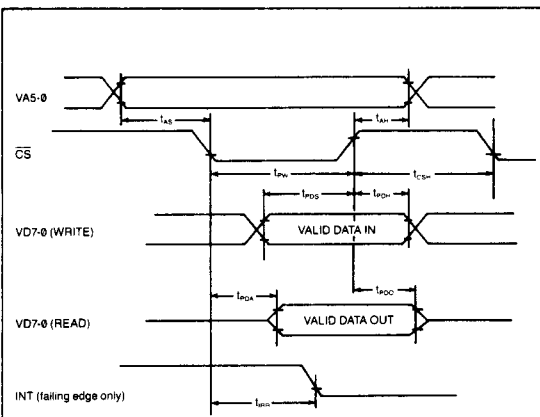 VA5-0
tAS
tAH
CS
tPW
tCSH
tPDS
tPDH
VD7-0 (WRITE)
VALID DATA IN
tPDA
tPDO
VD7-0 (READ)
VALID DATA OUT
INT (falling edge only)
tIRR